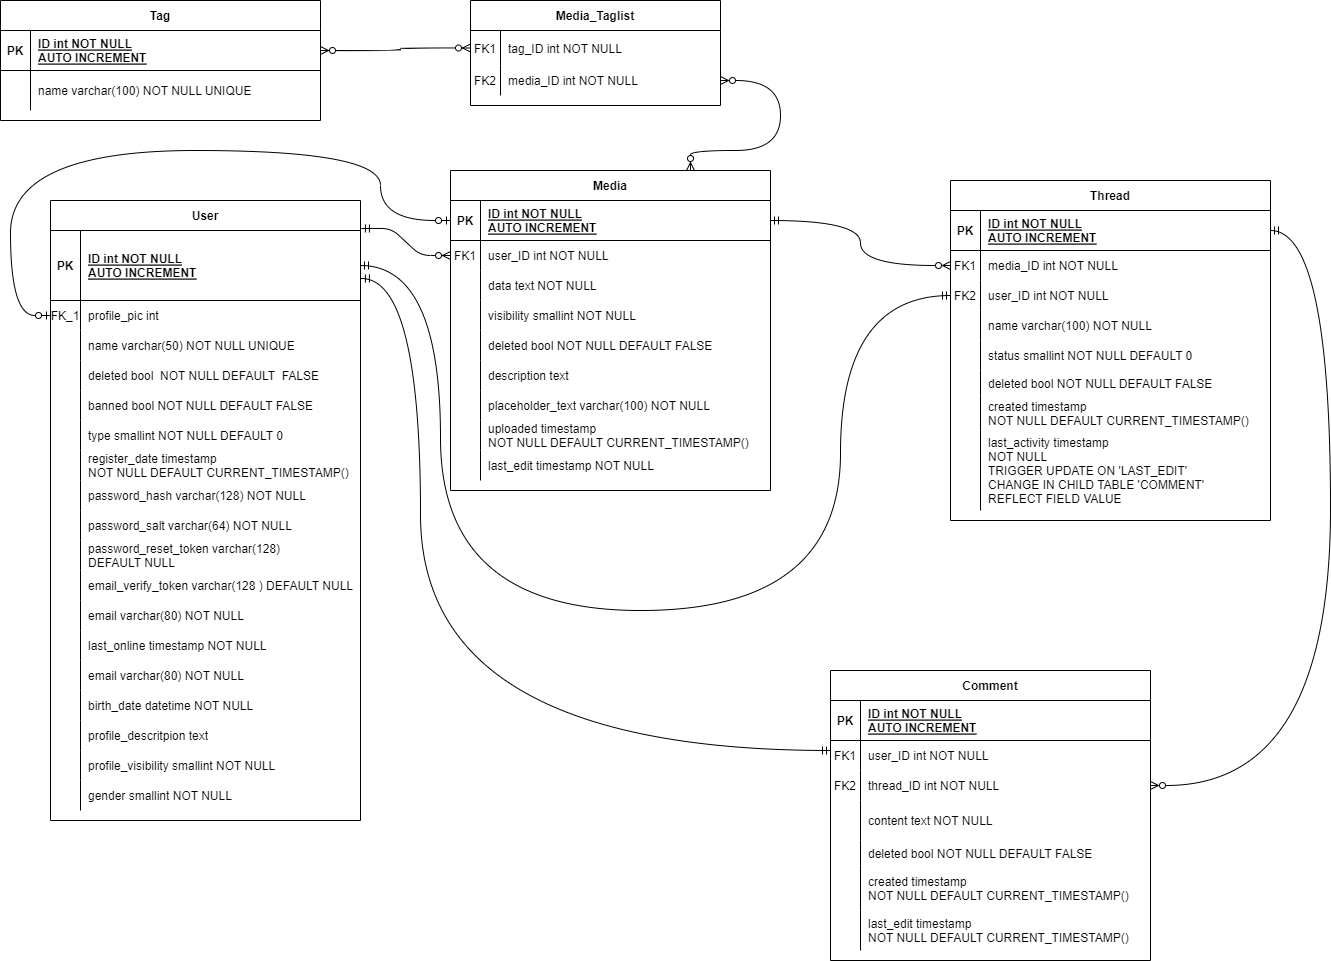 Tag
PK
ID int NOT NULL
AUTO INCREMENT
name varchar(100) NOT NULL UNIQUE
Media_Taglist
FK1
tag_ID int NOT NULL
FK2
media_ID int NOT NULL
User
PK
ID int NOT NULL
AUTO INCREMENT
FK_1
profile_pic int
name varchar(50) NOT NULL UNIQUE
deleted bool  NOT NULL DEFAULT  FALSE
banned bool NOT NULL DEFAULT FALSE
type smallint NOT NULL DEFAULT 0
register_date timestamp
NOT NULL DEFAULT CURRENT_TIMESTAMP()
password_hash varchar(128) NOT NULL
password_salt varchar(64) NOT NULL
password_reset_token varchar(128)
DEFAULT NULL
email_verify_token varchar(128 ) DEFAULT NULL
email varchar(80) NOT NULL
last_online timestamp NOT NULL
email varchar(80) NOT NULL
birth_date datetime NOT NULL
profile_descritpion text
profile_visibility smallint NOT NULL
gender smallint NOT NULL
Media
PK
ID int NOT NULL
AUTO INCREMENT
FK1
user_ID int NOT NULL
data text NOT NULL
visibility smallint NOT NULL
deleted bool NOT NULL DEFAULT FALSE
description text
placeholder_text varchar(100) NOT NULL
uploaded timestamp
NOT NULL DEFAULT CURRENT_TIMESTAMP()
last_edit timestamp NOT NULL
Thread
PK
ID int NOT NULL
AUTO INCREMENT
FK1
media_ID int NOT NULL
FK2
user_ID int NOT NULL
name varchar(100) NOT NULL
status smallint NOT NULL DEFAULT 0
deleted bool NOT NULL DEFAULT FALSE
created timestamp
NOT NULL DEFAULT CURRENT_TIMESTAMP()
last_activity timestamp
NOT NULL
TRIGGER UPDATE ON 'LAST_EDIT'
CHANGE IN CHILD TABLE 'COMMENT'
REFLECT FIELD VALUE
Comment
PK
ID int NOT NULL
AUTO INCREMENT
FK1
user_ID int NOT NULL
FK2
thread_ID int NOT NULL
content text NOT NULL
deleted bool NOT NULL DEFAULT FALSE
created timestamp
NOT NULL DEFAULT CURRENT_TIMESTAMP()
last_edit timestamp
NOT NULL DEFAULT CURRENT_TIMESTAMP()